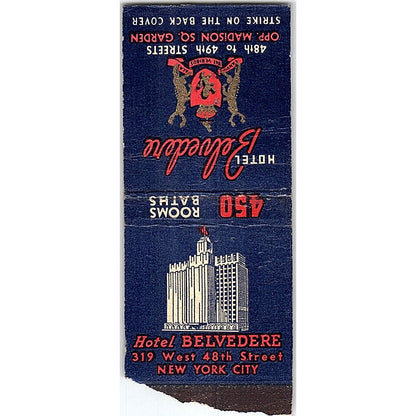 450 ROOMS
BATHS
HOTEL
Belvedere
48th to 49th STREETS
OPP. MADISON SQ. GARDEN
STRIKE ON THE BACK COVER
Hotel BELVEDERE
319 West 48th Street
NEW YORK CITY